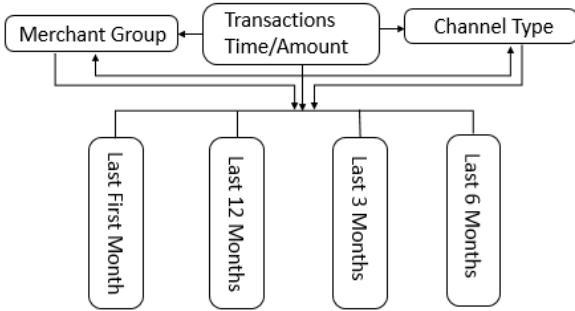 Merchant Group
Transactions
Time/Amount
Channel Type
Last First Month
Last 12 Months
Last 3 Months
Last 6 Months